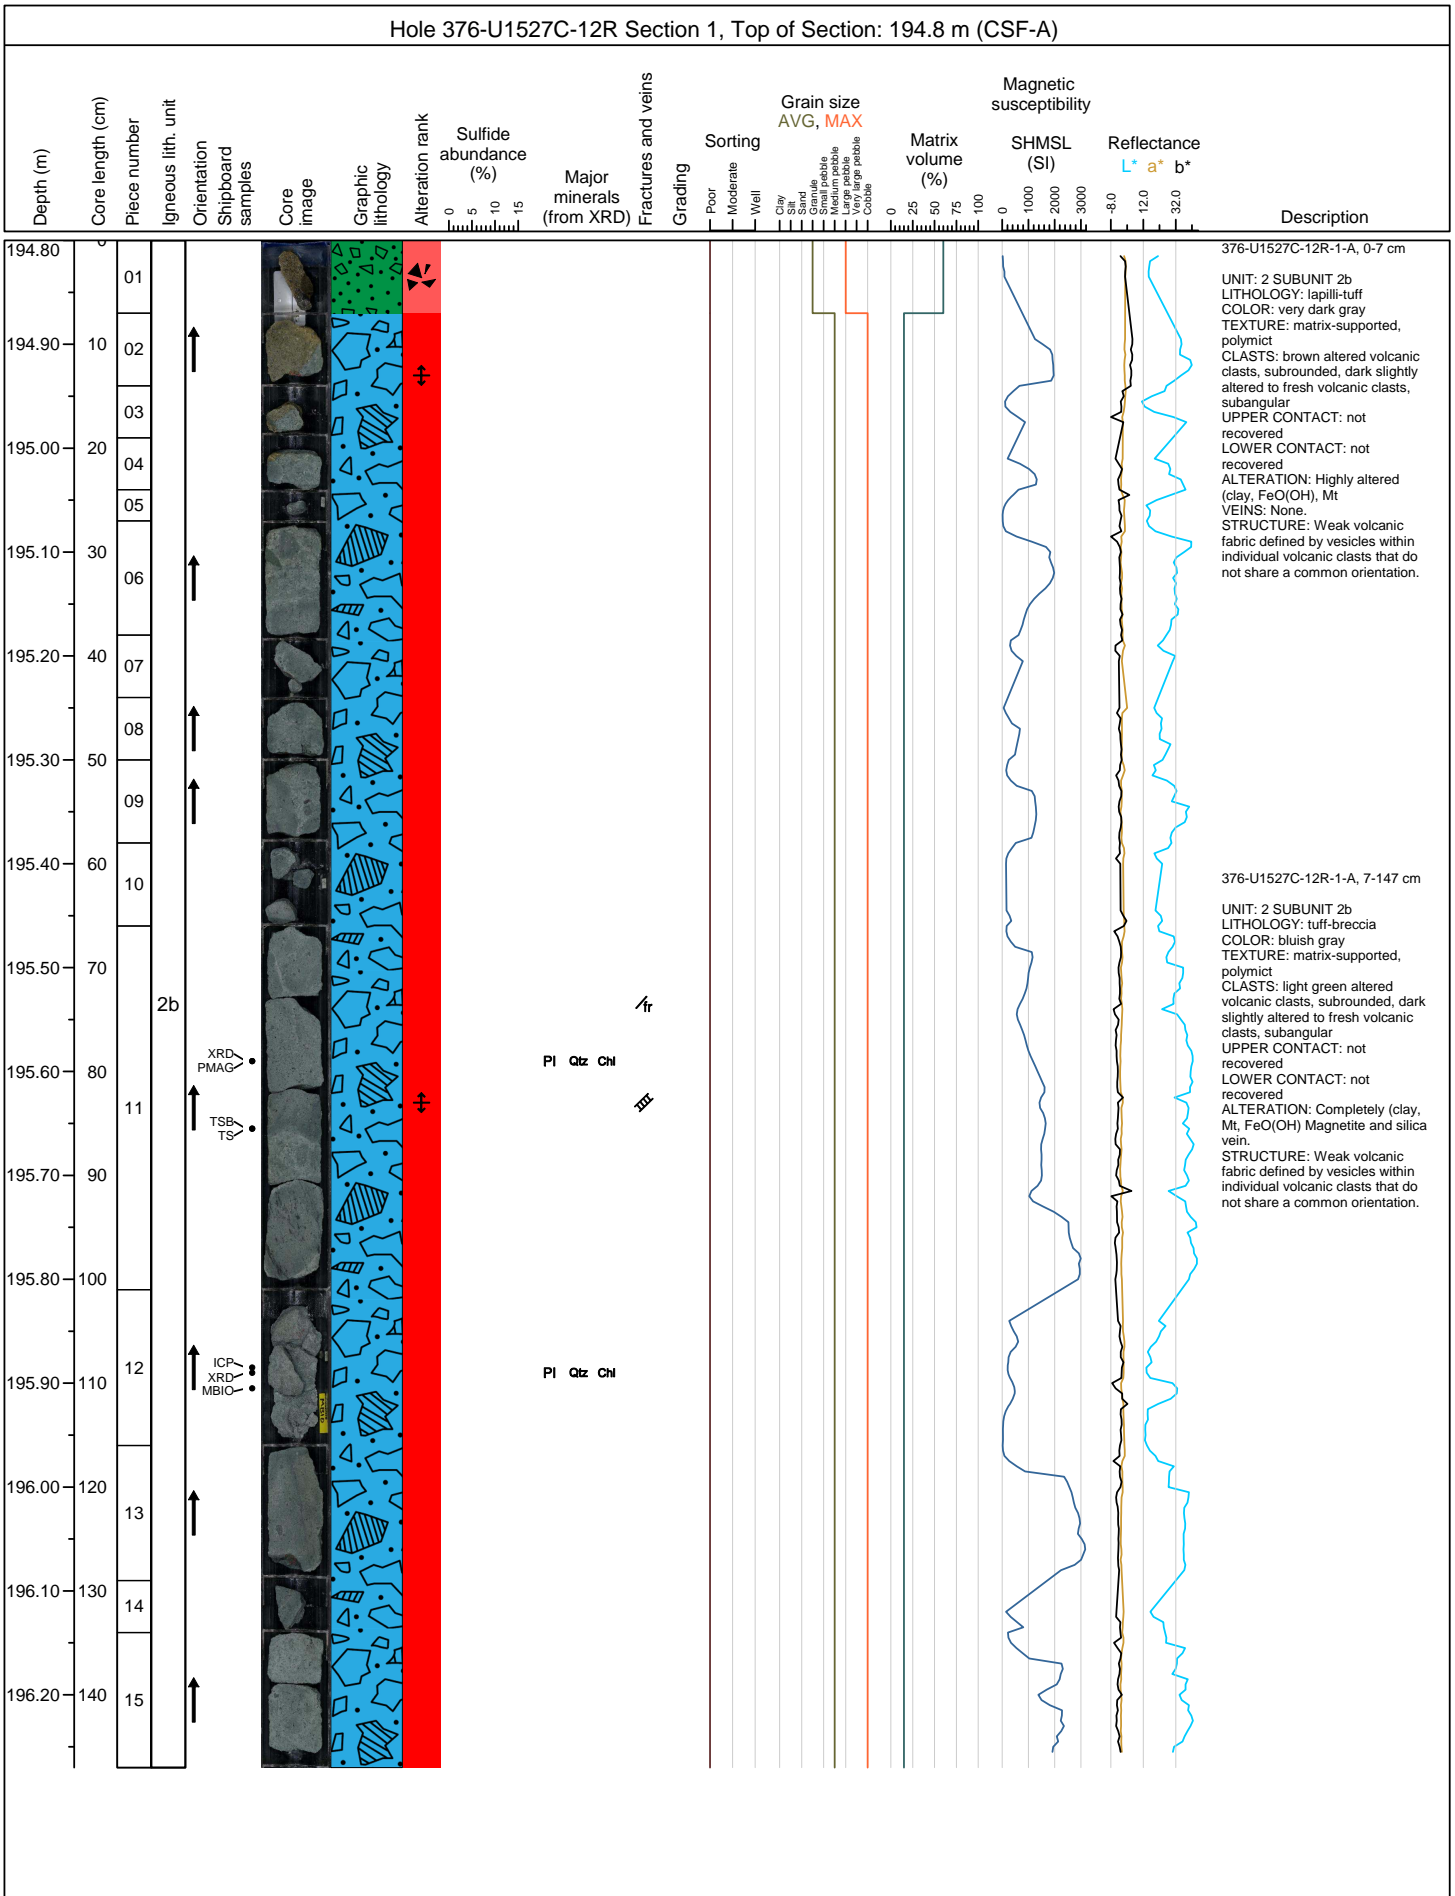 Hole 376-U1527C-12R Section 1, Top of Section: 194.8 m (CSF-A)
Depth (m)
Core length (cm)
Piece number
Igneous lith. unit
Orientation
Shipboard
samples
Core
image
Graphic
lithology
Alteration rank
Sulfide
abundance
(%)
0 5 10 15
Major
minerals
(from XRD)
Fractures and veins
Grading
Sorting
Poor
Moderate
Well
Grain size
AVG, MAX
Clay
Silt
Sand
Granule
Small pebble
Medium pebble
Large pebble
Very large pebble
Cobble
Matrix
volume
(%)
0 25 50 75 100
Magnetic
susceptibility
SHMSL
(SI)
0 1000 2000 3000
Reflectance
L* a* b*
-8.0 12.0 32.0
Description
194.80
194.90
195.00
195.10
195.20
195.30
195.40
195.50
195.60
195.70
195.80
195.90
196.00
196.10
196.20
0
10
20
30
40
50
60
70
80
90
100
110
120
130
140
01
02
03
04
05
06
07
08
09
10
11
12
13
14
15
2b
XRD
PMAG
TSB
TS
ICP
XRD
MBIO
fr
Pl Qtz Chl
Pl Qtz Chl
376-U1527C-12R-1-A, 0-7 cm
UNIT: 2 SUBUNIT 2b
LITHOLOGY: lapilli-tuff
COLOR: very dark gray
TEXTURE: matrix-supported,
polymict
CLASTS: brown altered volcanic
clasts, subrounded, dark slightly
altered to fresh volcanic clasts,
subangular
UPPER CONTACT: not
recovered
LOWER CONTACT: not
recovered
ALTERATION: Highly altered
(clay, FeO(OH), Mt
VEINS: None.
STRUCTURE: Weak volcanic
fabric defined by vesicles within
individual volcanic clasts that do
not share a common orientation.
376-U1527C-12R-1-A, 7-147 cm
UNIT: 2 SUBUNIT 2b
LITHOLOGY: tuff-breccia
COLOR: bluish gray
TEXTURE: matrix-supported,
polymict
CLASTS: light green altered
volcanic clasts, subrounded, dark
slightly altered to fresh volcanic
clasts, subangular
UPPER CONTACT: not
recovered
LOWER CONTACT: not
recovered
ALTERATION: Completely (clay,
Mt, FeO(OH) Magnetite and silica
vein.
STRUCTURE: Weak volcanic
fabric defined by vesicles within
individual volcanic clasts that do
not share a common orientation.